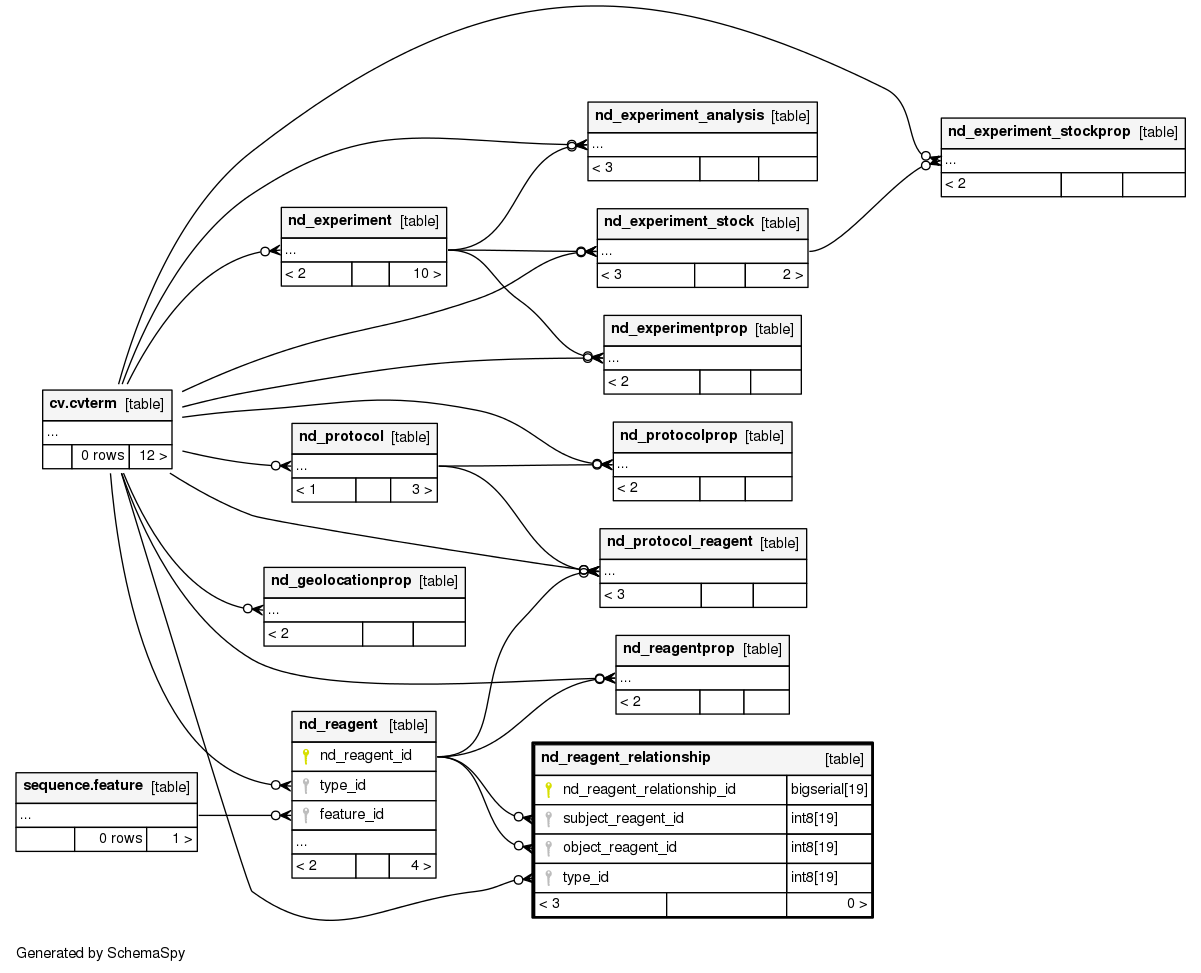 nd_experiment_analysis [table]
...
< 3
nd_experiment_stockprop [table]
...
< 2
nd_experiment [table]
...
< 2 10 >
nd_experiment_stock [table]
...
< 3 2 >
nd_experimentprop [table]
...
< 2
cv.cvterm [table]
...
0 rows 12 >
nd_protocol [table]
...
< 1 3 >
nd_protocolprop [table]
...
< 2
nd_protocol_reagent [table]
...
< 3
nd_geolocationprop [table]
...
< 2
nd_reagentprop [table]
...
< 2
nd_reagent [table]
nd_reagent_id
type_id
feature_id
...
< 2 4 >
sequence.feature [table]
...
0 rows 1 >
nd_reagent_relationship [table]
nd_reagent_relationship_id bigserial[19]
subject_reagent_id int8[19]
object_reagent_id int8[19]
type_id int8[19]
< 3 0 >
Generated by SchemaSpy